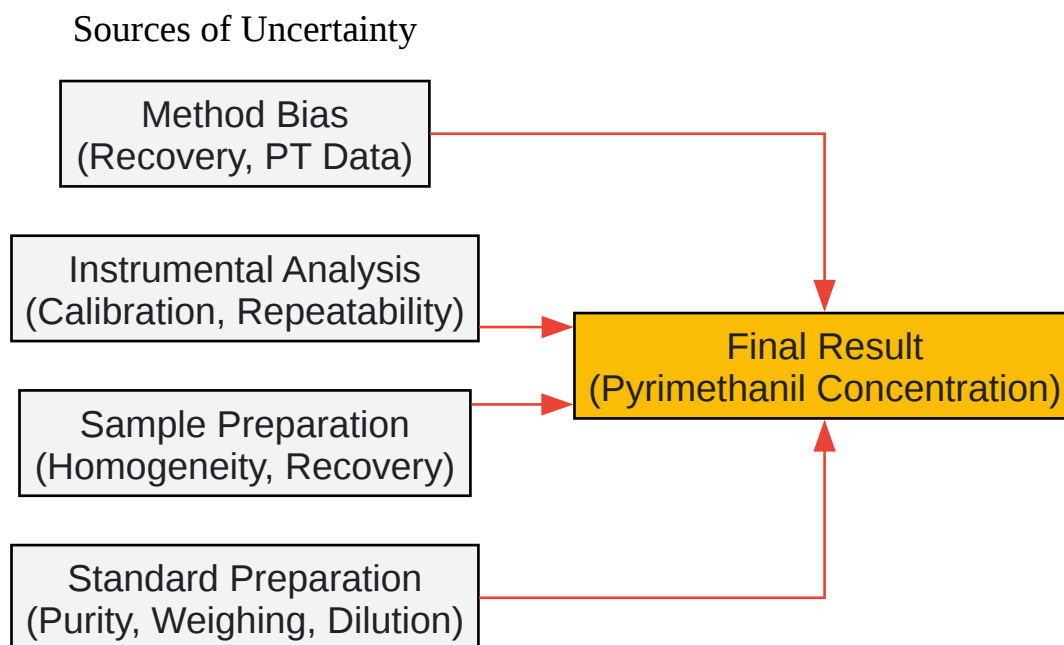 Sources of Uncertainty
Method Bias
(Recovery, PT Data)
Instrumental Analysis
(Calibration, Repeatability)
Final Result
(Pyrimethanil Concentration)
Sample Preparation
(Homogeneity, Recovery)
Standard Preparation
(Purity, Weighing, Dilution)